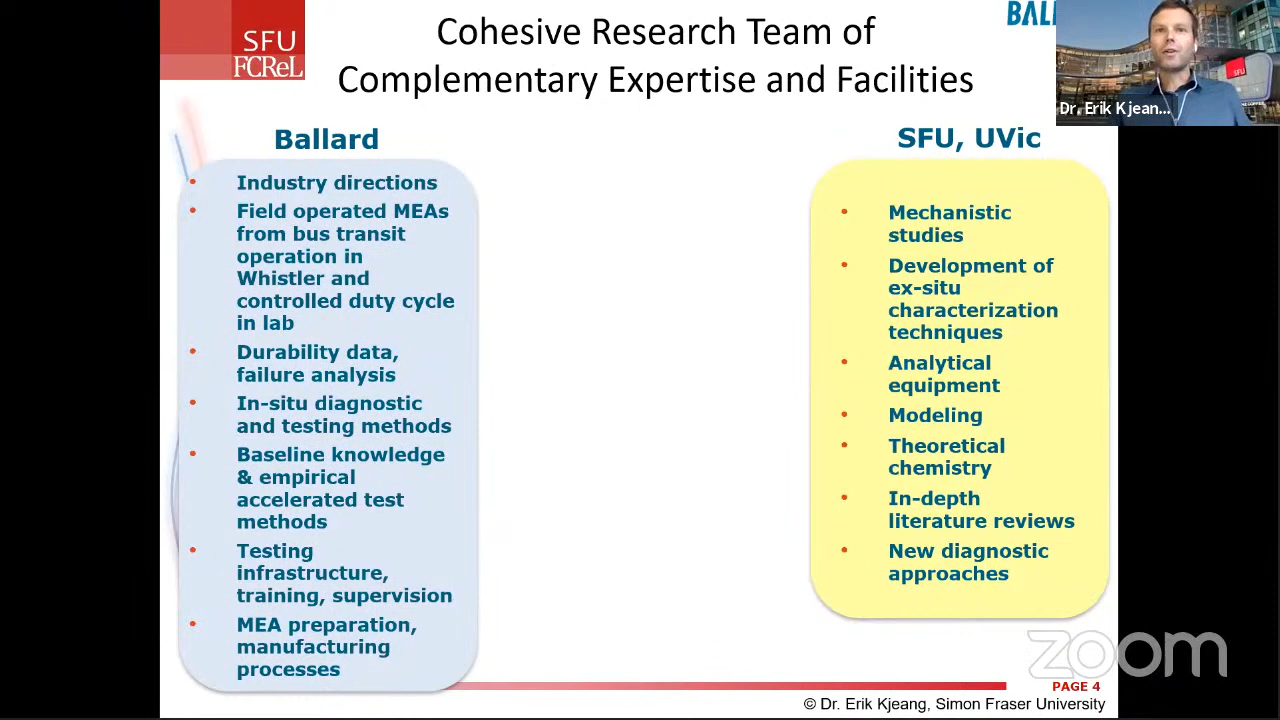 SFU
FCReL
Cohesive Research Team of
Complementary Expertise and Facilities
SFU
Dr. Erik Kjean...
Ballard
• Industry directions
• Field operated MEAs
from bus transit
operation in
Whistler and
controlled duty cycle
in lab
• Durability data,
failure analysis
• In-situ diagnostic
and testing methods
• Baseline knowledge
& empirical
accelerated test
methods
• Testing
infrastructure,
training, supervision
• MEA preparation,
manufacturing
processes
SFU, UVic
• Mechanistic
studies
• Development of
ex-situ
characterization
techniques
• Analytical
equipment
• Modeling
• Theoretical
chemistry
• In-depth
literature reviews
• New diagnostic
approaches
zoom
PAGE 4
© Dr. Erik Kjeang, Simon Fraser University